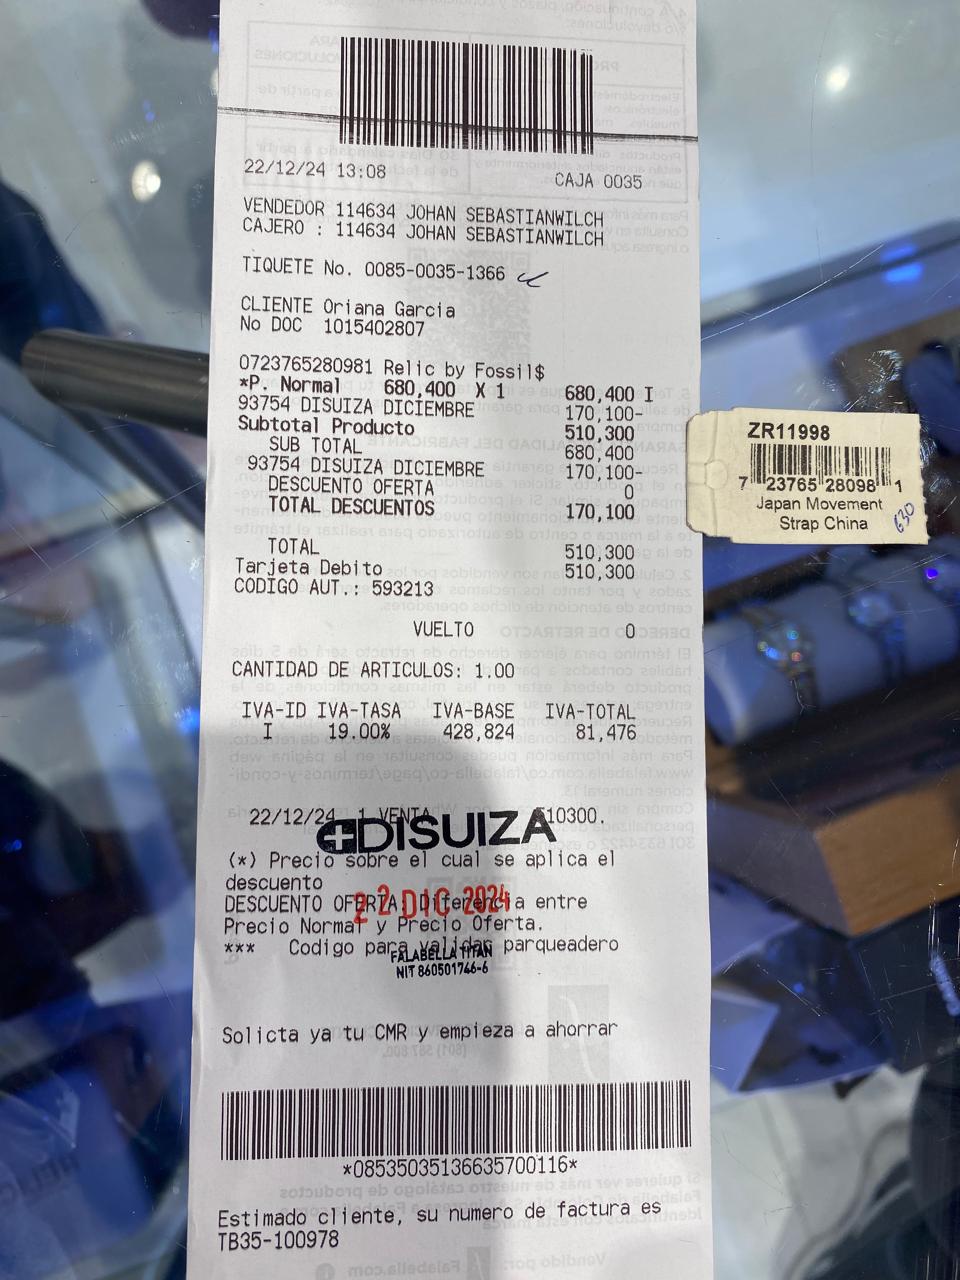 22/12/24 13:08 CAJA 0035
VENDEDOR 114634 JOHAN SEBASTIANWILCH
CAJERO : 114634 JOHAN SEBASTIANWILCH
TIQUETE No. 0085-0035-1366
CLIENTE Oriana Garcia
No DOC 1015402807
0723765280981 Relic by Fossil$
*P. Normal 680,400 X 1 680,400 I
93754 DISUIZA DICIEMBRE 170,100-
Subtotal Producto 510,300
SUB TOTAL 680,400
93754 DISUIZA DICIEMBRE 170,100-
DESCUENTO OFERTA 0
TOTAL DESCUENTOS 170,100
TOTAL 510,300
Tarjeta Debito 510,300
CODIGO AUT.: 593213
VUELTO 0
CANTIDAD DE ARTICULOS: 1.00
IVA-ID IVA-TASA IVA-BASE IVA-TOTAL
I 19.00% 428,824 81,476
22/12/24 1 VENTA 510300.
DISUIZA
(*) Precio sobre el cual se aplica el
descuento
DESCUENTO OFERTA: Diferencia entre
22 DIC 2024
Precio Normal y Precio Oferta.
*** Codigo para validar parqueadero
FALABELLA TITAN
NIT 860501746-6
Solicta ya tu CMR y empieza a ahorrar
*08535035136635700116*
Estimado cliente, su numero de factura es
TB35-100978
ZR11998
7 23765 28098 1
Japan Movement
Strap China
630